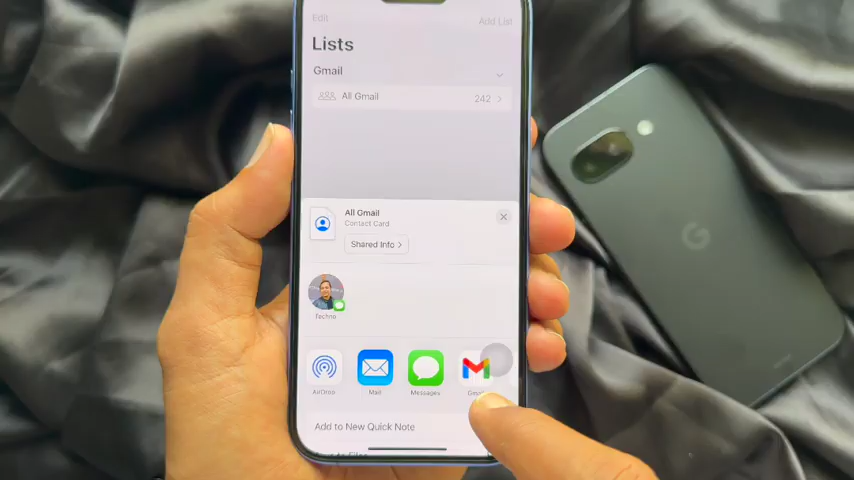 Edit
Add List
Lists
Gmail
All Gmail
242
All Gmail
Contact Card
Shared Info
Techno
AirDrop
Mail
Messages
Add to New Quick Note